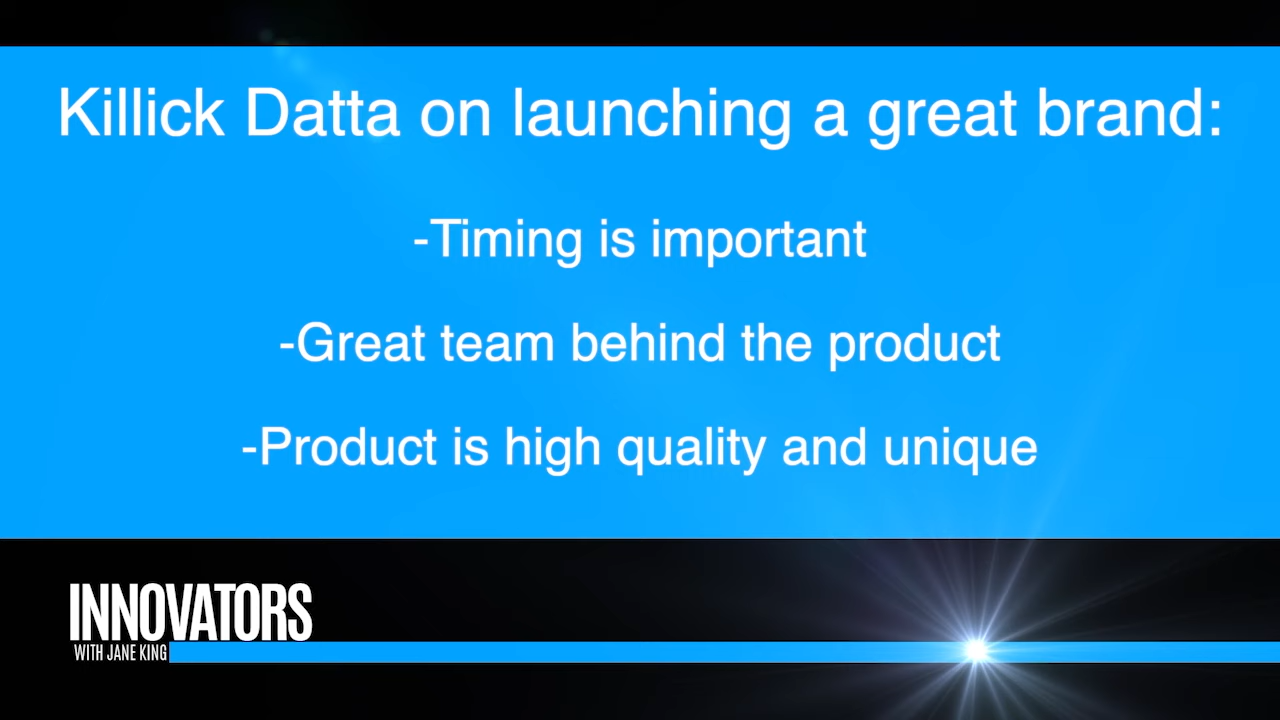 Killick Datta on launching a great brand:
-Timing is important
-Great team behind the product
-Product is high quality and unique
INNOVATORS
WITH JANE KING